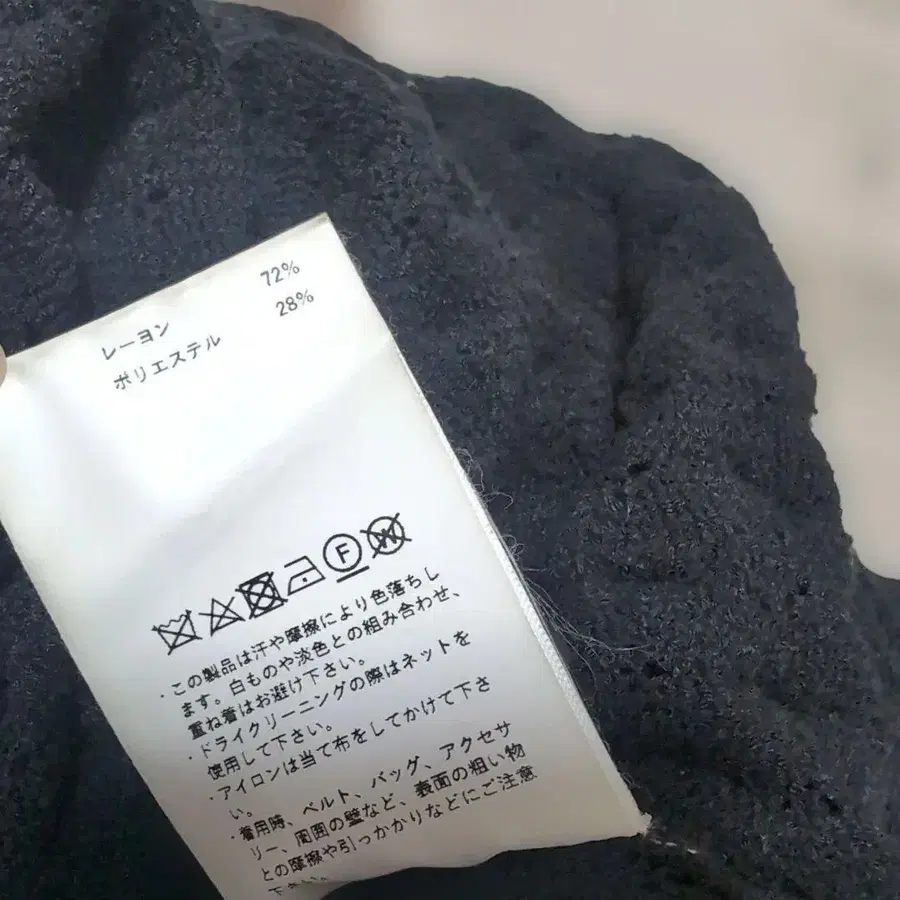 レーヨン 72%
ポリエステル 28%
F W
・この製品は汗や摩擦により色落ちし
ます。白ものや淡色との組み合わせ、
重ね着はお避け下さい。
・ドライクリーニングの際はネットを
使用して下さい。
・アイロンは当て布をしてかけて下さ
い。
・着用時、ベルト、バッグ、アクセサ
リー、周囲の壁など、表面の粗い物
との摩擦や引っかかりなどにご注意
下さい。